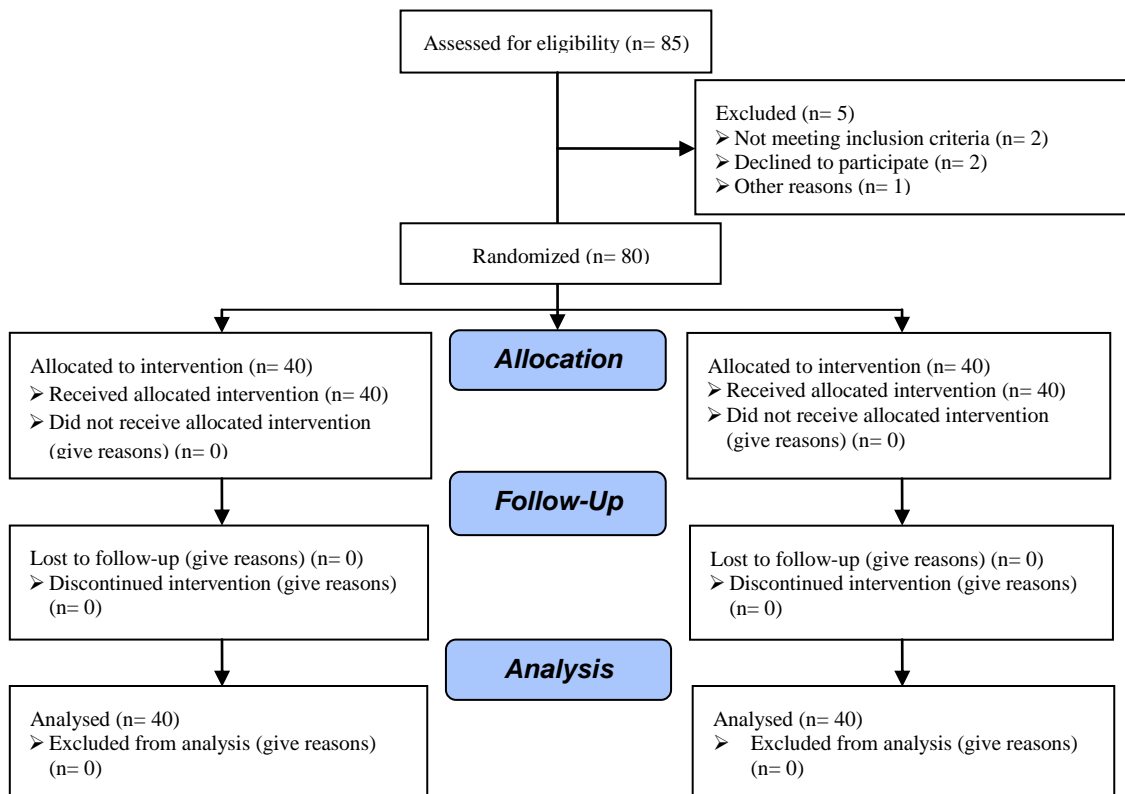 Assessed for eligibility (n= 85)
Excluded (n= 5)
➢ Not meeting inclusion criteria (n= 2)
➢ Declined to participate (n= 2)
➢ Other reasons (n= 1)
Randomized (n= 80)
Allocation
Allocated to intervention (n= 40)
➢ Received allocated intervention (n= 40)
➢ Did not receive allocated intervention
(give reasons) (n= 0)
Allocated to intervention (n= 40)
➢ Received allocated intervention (n= 40)
➢ Did not receive allocated intervention
(give reasons) (n= 0)
Follow-Up
Lost to follow-up (give reasons) (n= 0)
➢ Discontinued intervention (give reasons)
(n= 0)
Lost to follow-up (give reasons) (n= 0)
➢ Discontinued intervention (give reasons)
(n= 0)
Analysis
Analysed (n= 40)
➢ Excluded from analysis (give reasons)
(n= 0)
Analysed (n= 40)
➢ Excluded from analysis (give reasons)
(n= 0)